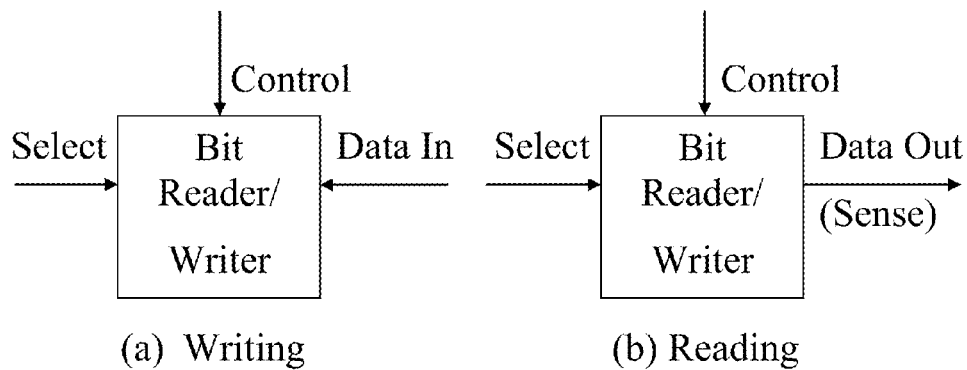 Control
Select
Bit
Reader/
Writer
Data In
(a) Writing
Control
Select
Bit
Reader/
Writer
Data Out
(Sense)
(b) Reading